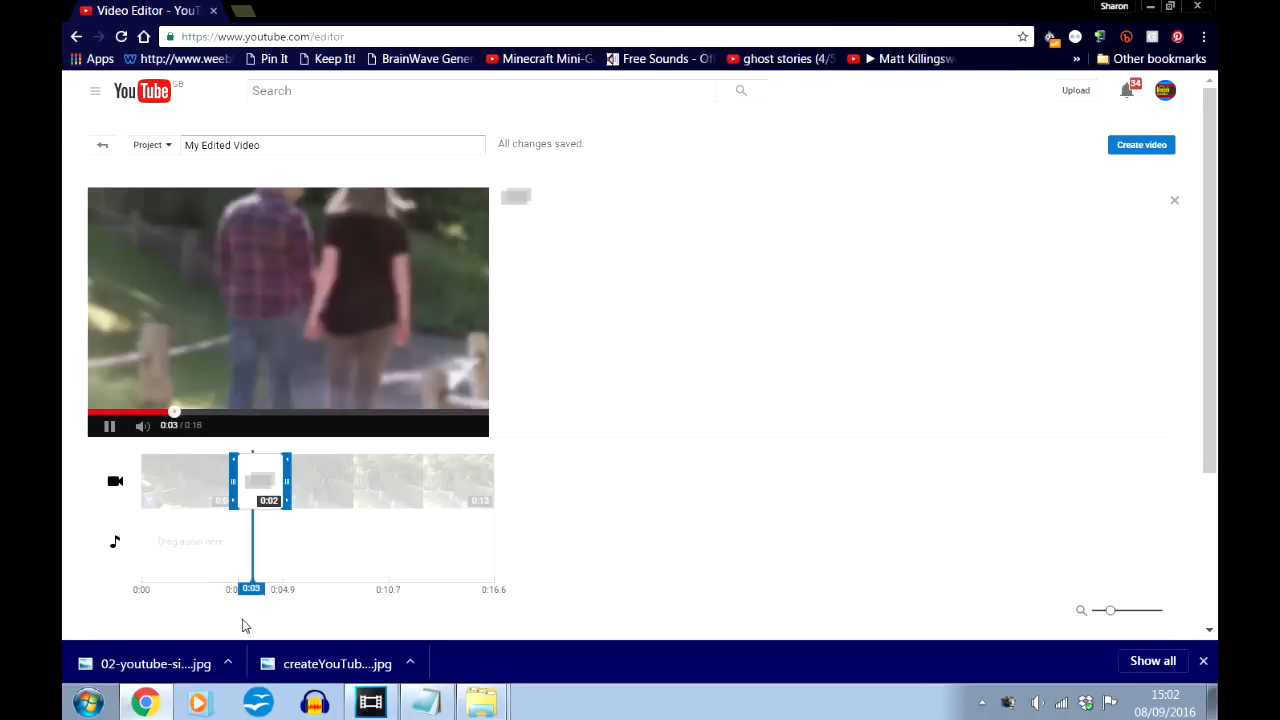 Video Editor - YouT
Sharon
https://www.youtube.com/editor
Apps
http://www.weeb
Pin It
Keep It!
BrainWave Gener
Minecraft Mini-G
Free Sounds - Of
ghost stories (4/5
Matt Killingsw
»
Other bookmarks
YouTube GB
Search
Upload
34
Project
My Edited Video
All changes saved.
Create video
0:03 / 0:16
0:02
0:13
Drag audio here
0:00
0:03
0:04.9
0:10.7
0:16.6
02-youtube-si....jpg
createYouTub....jpg
Show all
15:02
08/09/2016